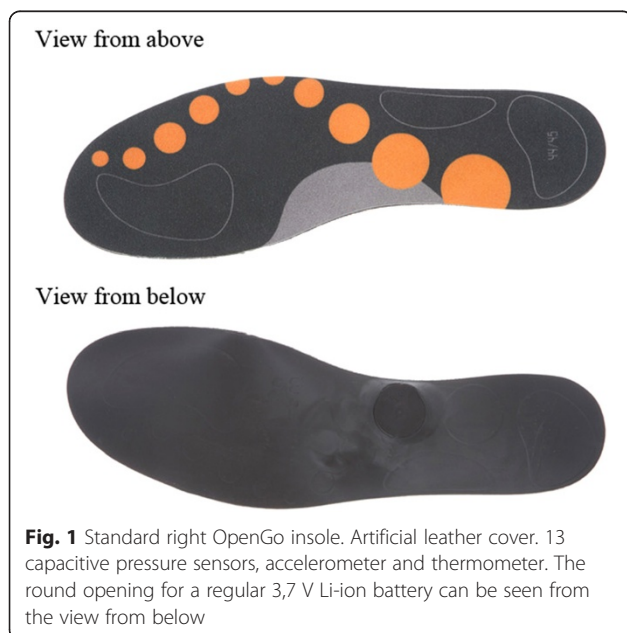 View from above
44/45
View from below
Fig. 1 Standard right OpenGo insole. Artificial leather cover. 13
capacitive pressure sensors, accelerometer and thermometer. The
round opening for a regular 3,7 V Li-ion battery can be seen from
the view from below